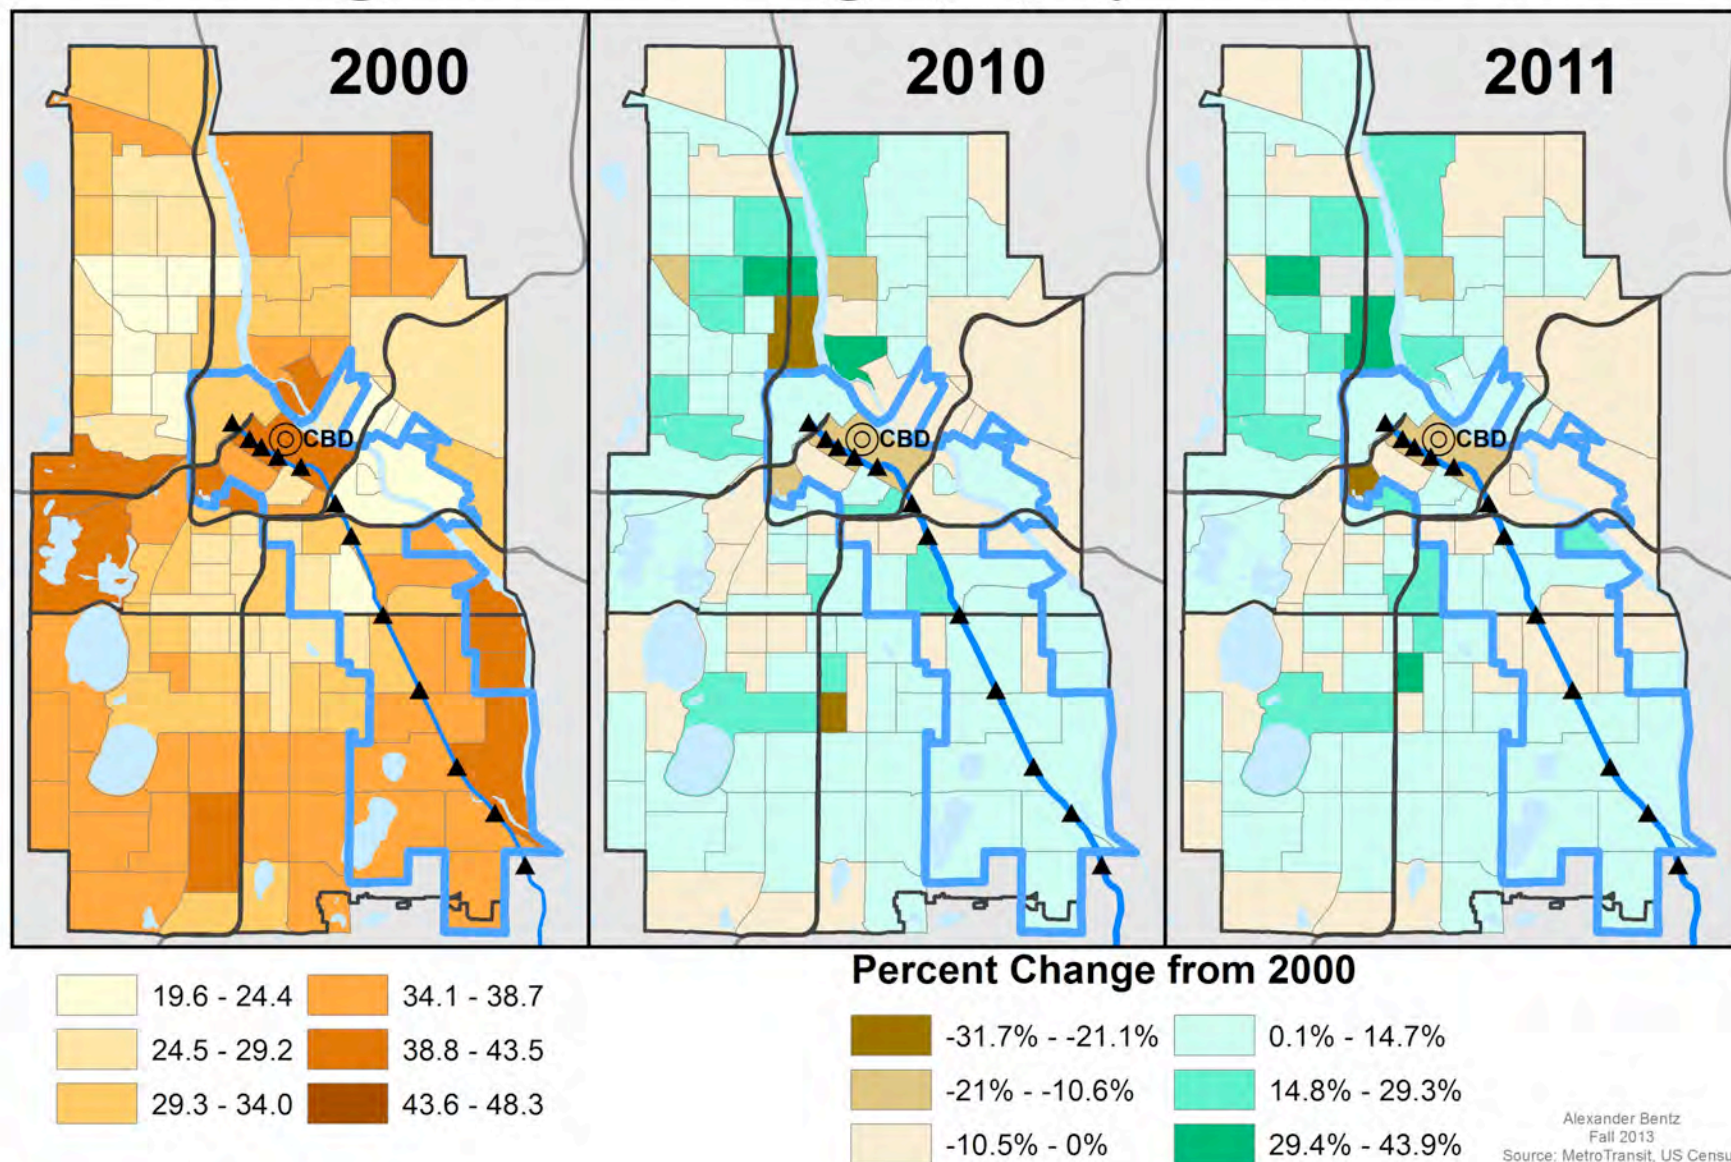 2000
2010
2011
CBD
CBD
CBD
19.6 - 24.4
34.1 - 38.7
24.5 - 29.2
38.8 - 43.5
29.3 - 34.0
43.6 - 48.3
Percent Change from 2000
-31.7% - -21.1%
0.1% - 14.7%
-21% - -10.6%
14.8% - 29.3%
-10.5% - 0%
29.4% - 43.9%
Alexander Bentz
Fall 2013
Source: MetroTransit, US Censu